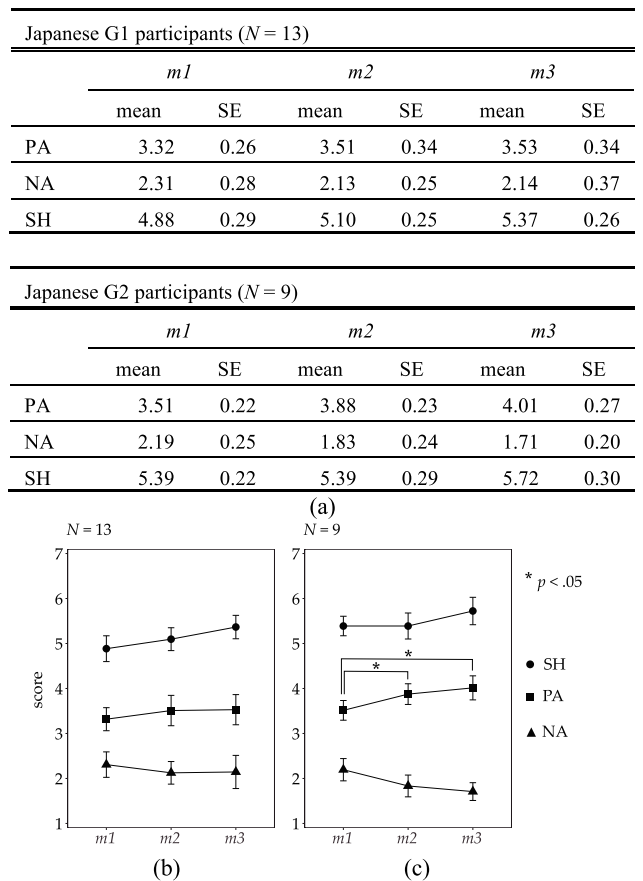 Japanese G1 participants (N = 13)
m1 m2 m3
mean SE mean SE mean SE
PA 3.32 0.26 3.51 0.34 3.53 0.34
NA 2.31 0.28 2.13 0.25 2.14 0.37
SH 4.88 0.29 5.10 0.25 5.37 0.26
Japanese G2 participants (N = 9)
m1 m2 m3
mean SE mean SE mean SE
PA 3.51 0.22 3.88 0.23 4.01 0.27
NA 2.19 0.25 1.83 0.24 1.71 0.20
SH 5.39 0.22 5.39 0.29 5.72 0.30
(a)
N = 13
7
6
5
4
3
2
1
score
m1 m2 m3
(b)
N = 9
7
6
5
4
3
2
1
*
*
m1 m2 m3
(c)
* p < .05
SH
PA
NA